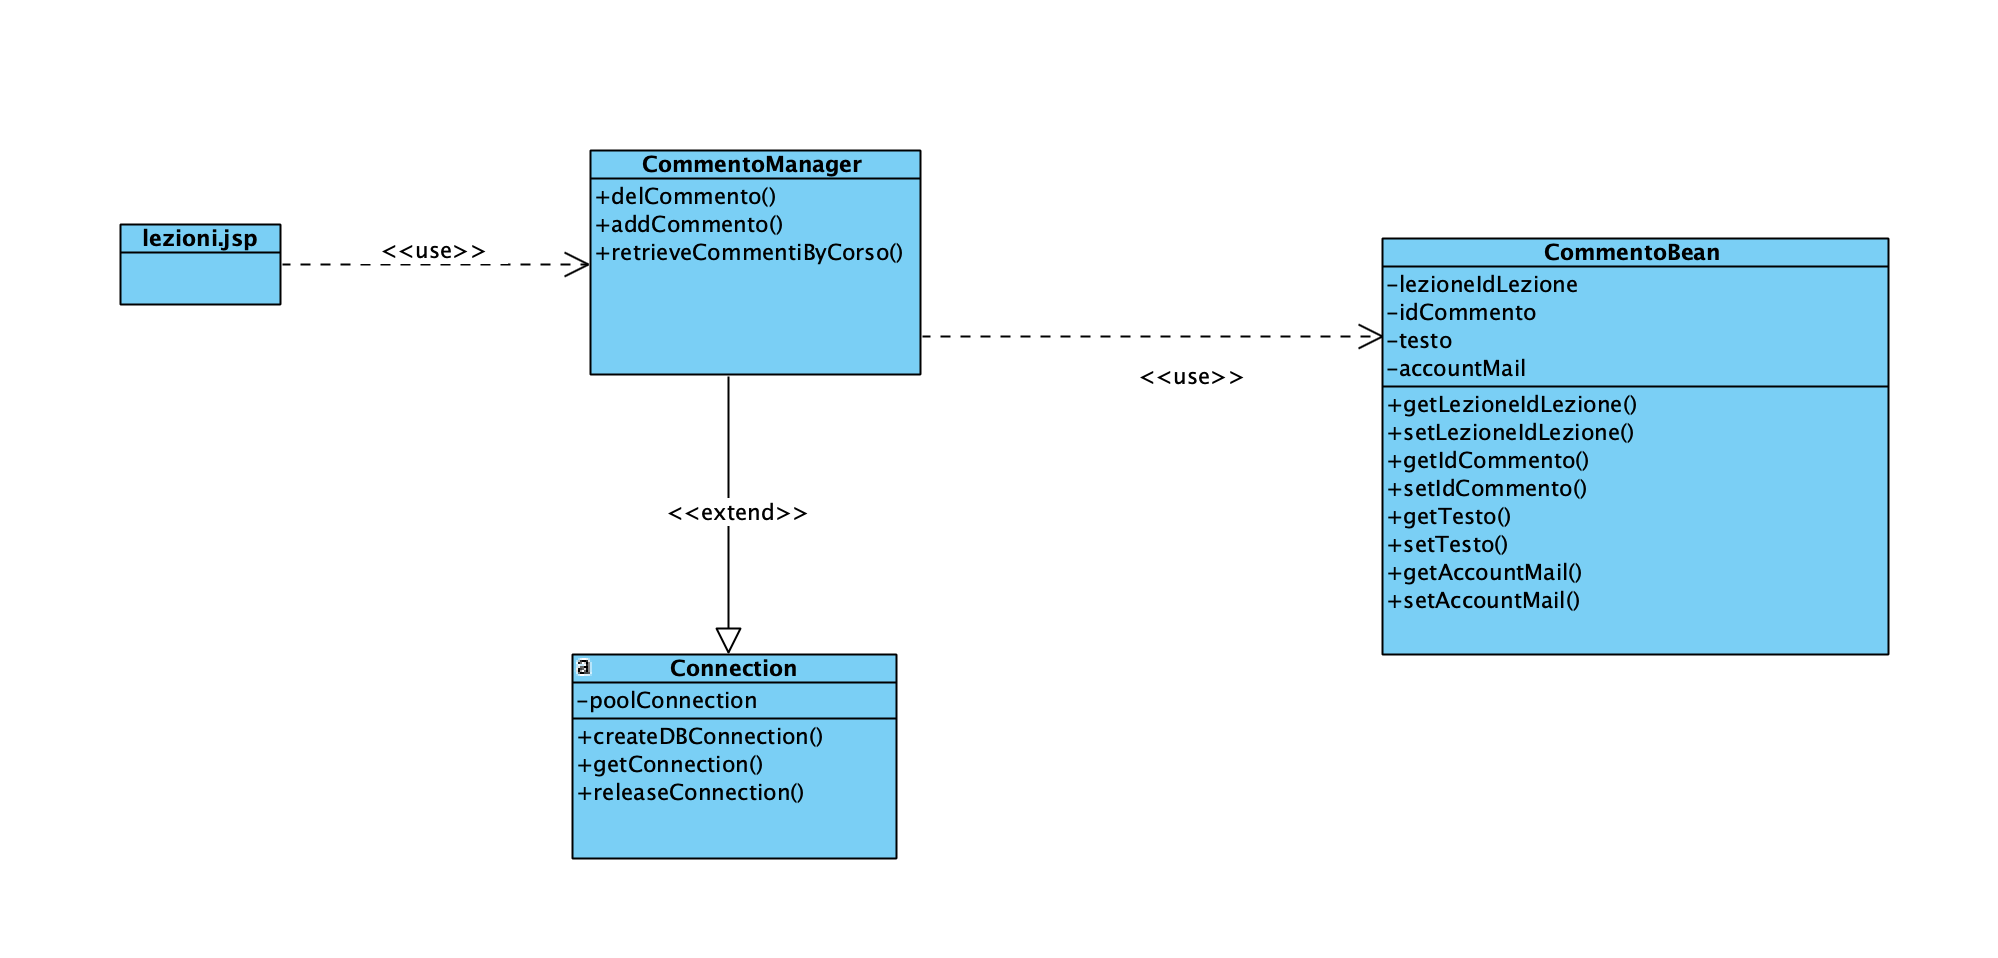 lezioni.jsp
<<use>>
CommentoManager
+delCommento()
+addCommento()
+retrieveCommentiByCorso()
<<use>>
CommentoBean
-lezioneIdLezione
-idCommento
-testo
-accountMail
+getLezioneIdLezione()
+setLezioneIdLezione()
+getIdCommento()
+setIdCommento()
+getTesto()
+setTesto()
+getAccountMail()
+setAccountMail()
<<extend>>
a
Connection
-poolConnection
+createDBConnection()
+getConnection()
+releaseConnection()